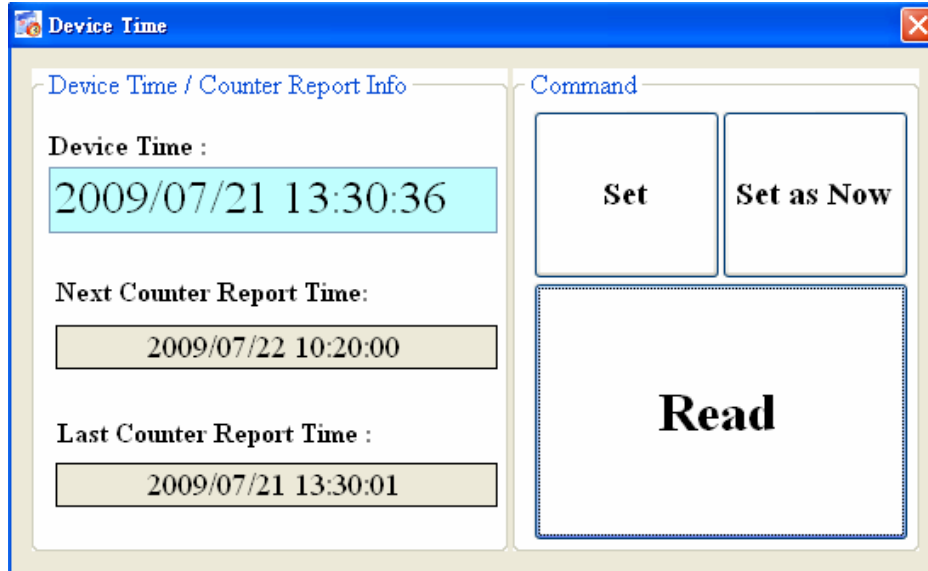 Device Time
Device Time / Counter Report Info
Device Time :
2009/07/21 13:30:36
Next Counter Report Time:
2009/07/22 10:20:00
Last Counter Report Time :
2009/07/21 13:30:01
Command
Set
Set as Now
Read